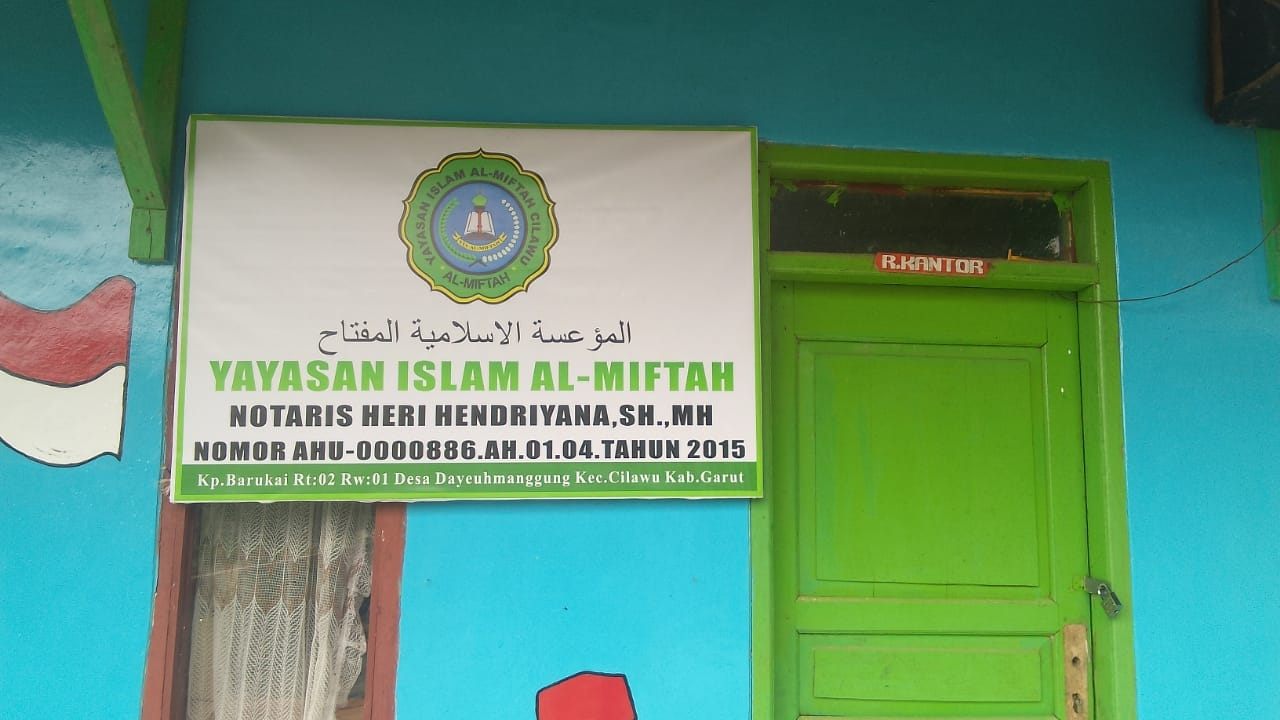 YAYASAN ISLAM AL-MIFTAH CILAWU
AL-MIFTAH
المؤعسة الاسلامية المفتاح
YAYASAN ISLAM AL-MIFTAH
NOTARIS HERI HENDRIYANA,SH.,MH
NOMOR AHU-0000886.AH.01.04.TAHUN 2015
Kp.Barukai Rt:02 Rw:01 Desa Dayeuhmanggung Kec.Cilawu Kab.Garut
R.KANTOR